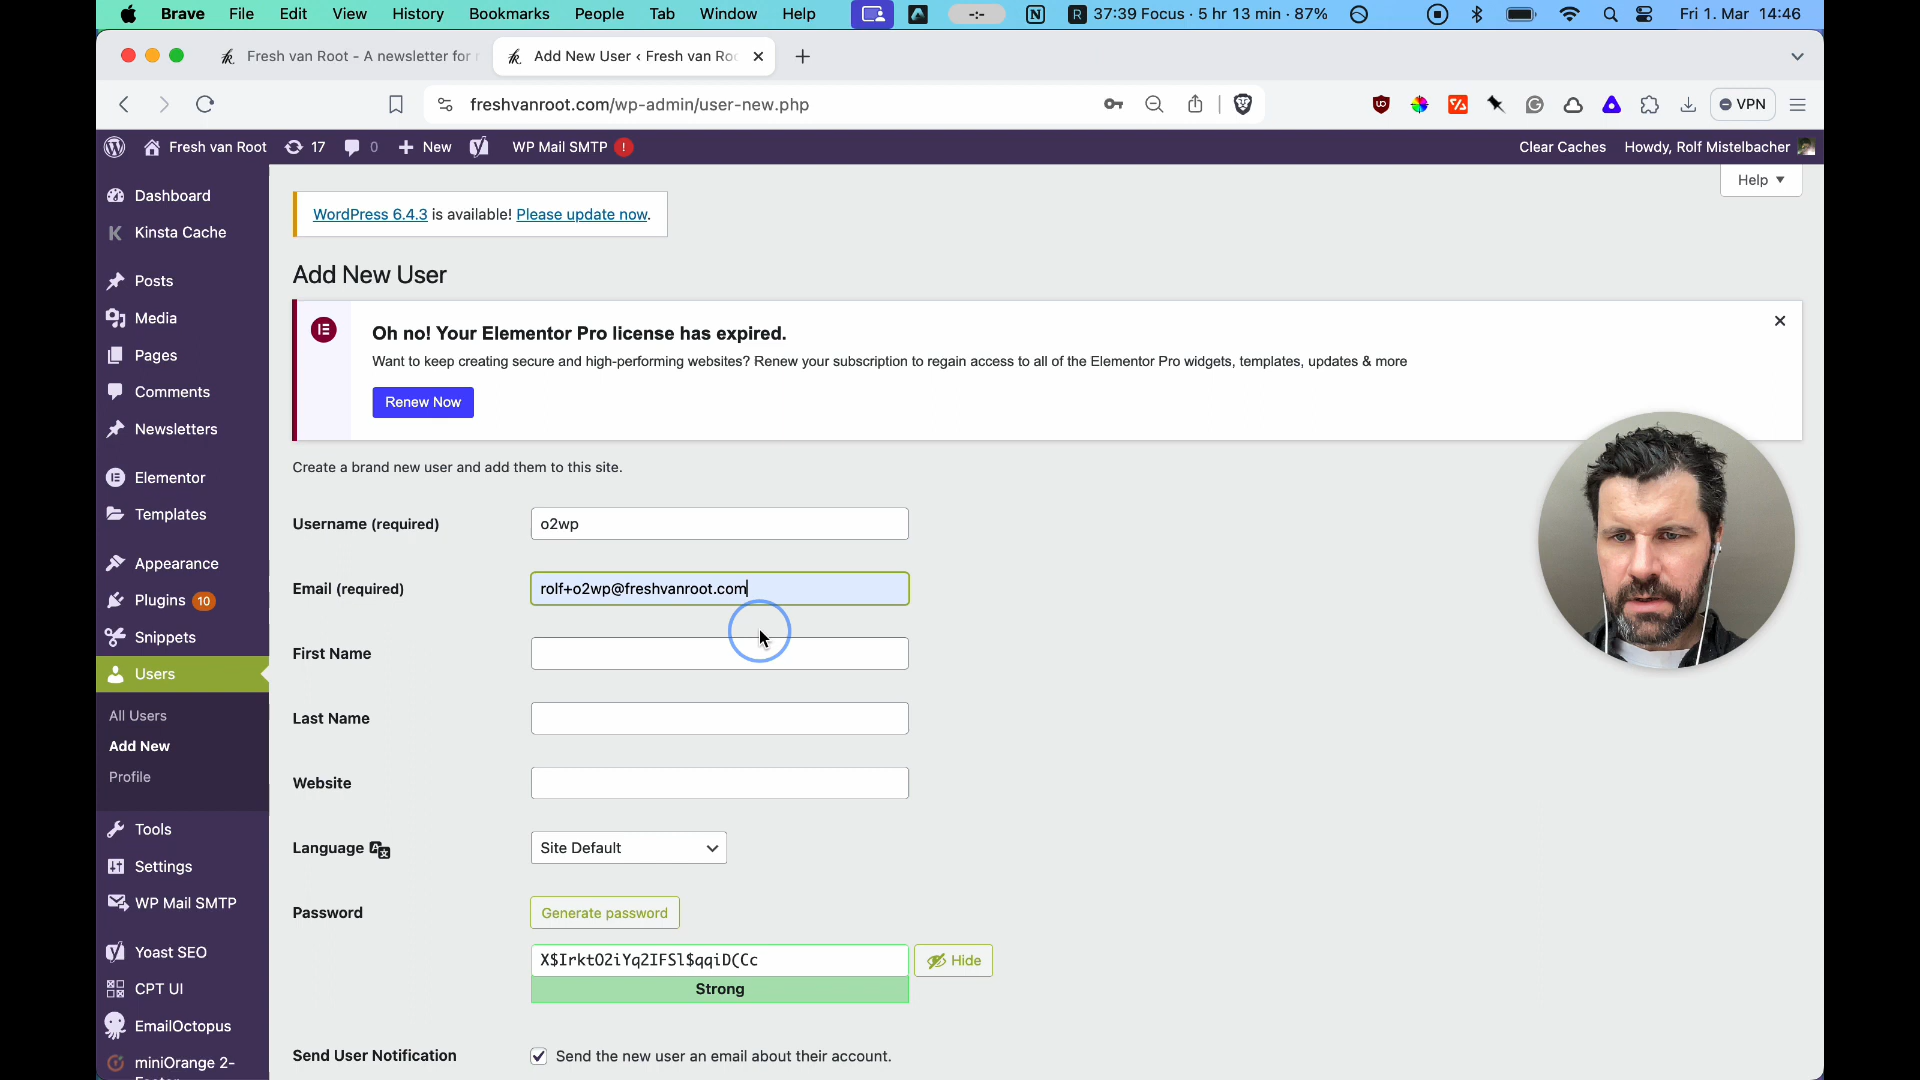 Brave File Edit View History Bookmarks People Tab Window Help -:- 37:39 Focus · 5 hr 13 min · 87% Fri 1. Mar 14:46
Fresh van Root - A newsletter for
Add New User ‹ Fresh van Ro
freshvanroot.com/wp-admin/user-new.php
VPN
Fresh van Root 17 0 New WP Mail SMTP ! Clear Caches Howdy, Rolf Mistelbacher
Help
Dashboard
Kinsta Cache
Posts
Media
Pages
Comments
Newsletters
Elementor
Templates
Appearance
Plugins 10
Snippets
Users
All Users
Add New
Profile
Tools
Settings
WP Mail SMTP
Yoast SEO
CPT UI
EmailOctopus
miniOrange 2-
WordPress 6.4.3 is available! Please update now.
Add New User
Oh no! Your Elementor Pro license has expired.
Want to keep creating secure and high-performing websites? Renew your subscription to regain access to all of the Elementor Pro widgets, templates, updates & more
Renew Now
Create a brand new user and add them to this site.
Username (required) o2wp
Email (required) rolf+o2wp@freshvanroot.com
First Name
Last Name
Website
Language Site Default
Password Generate password
X$IrktO2iYq2IFSl$qqiD(Cc Hide
Strong
Send User Notification Send the new user an email about their account.